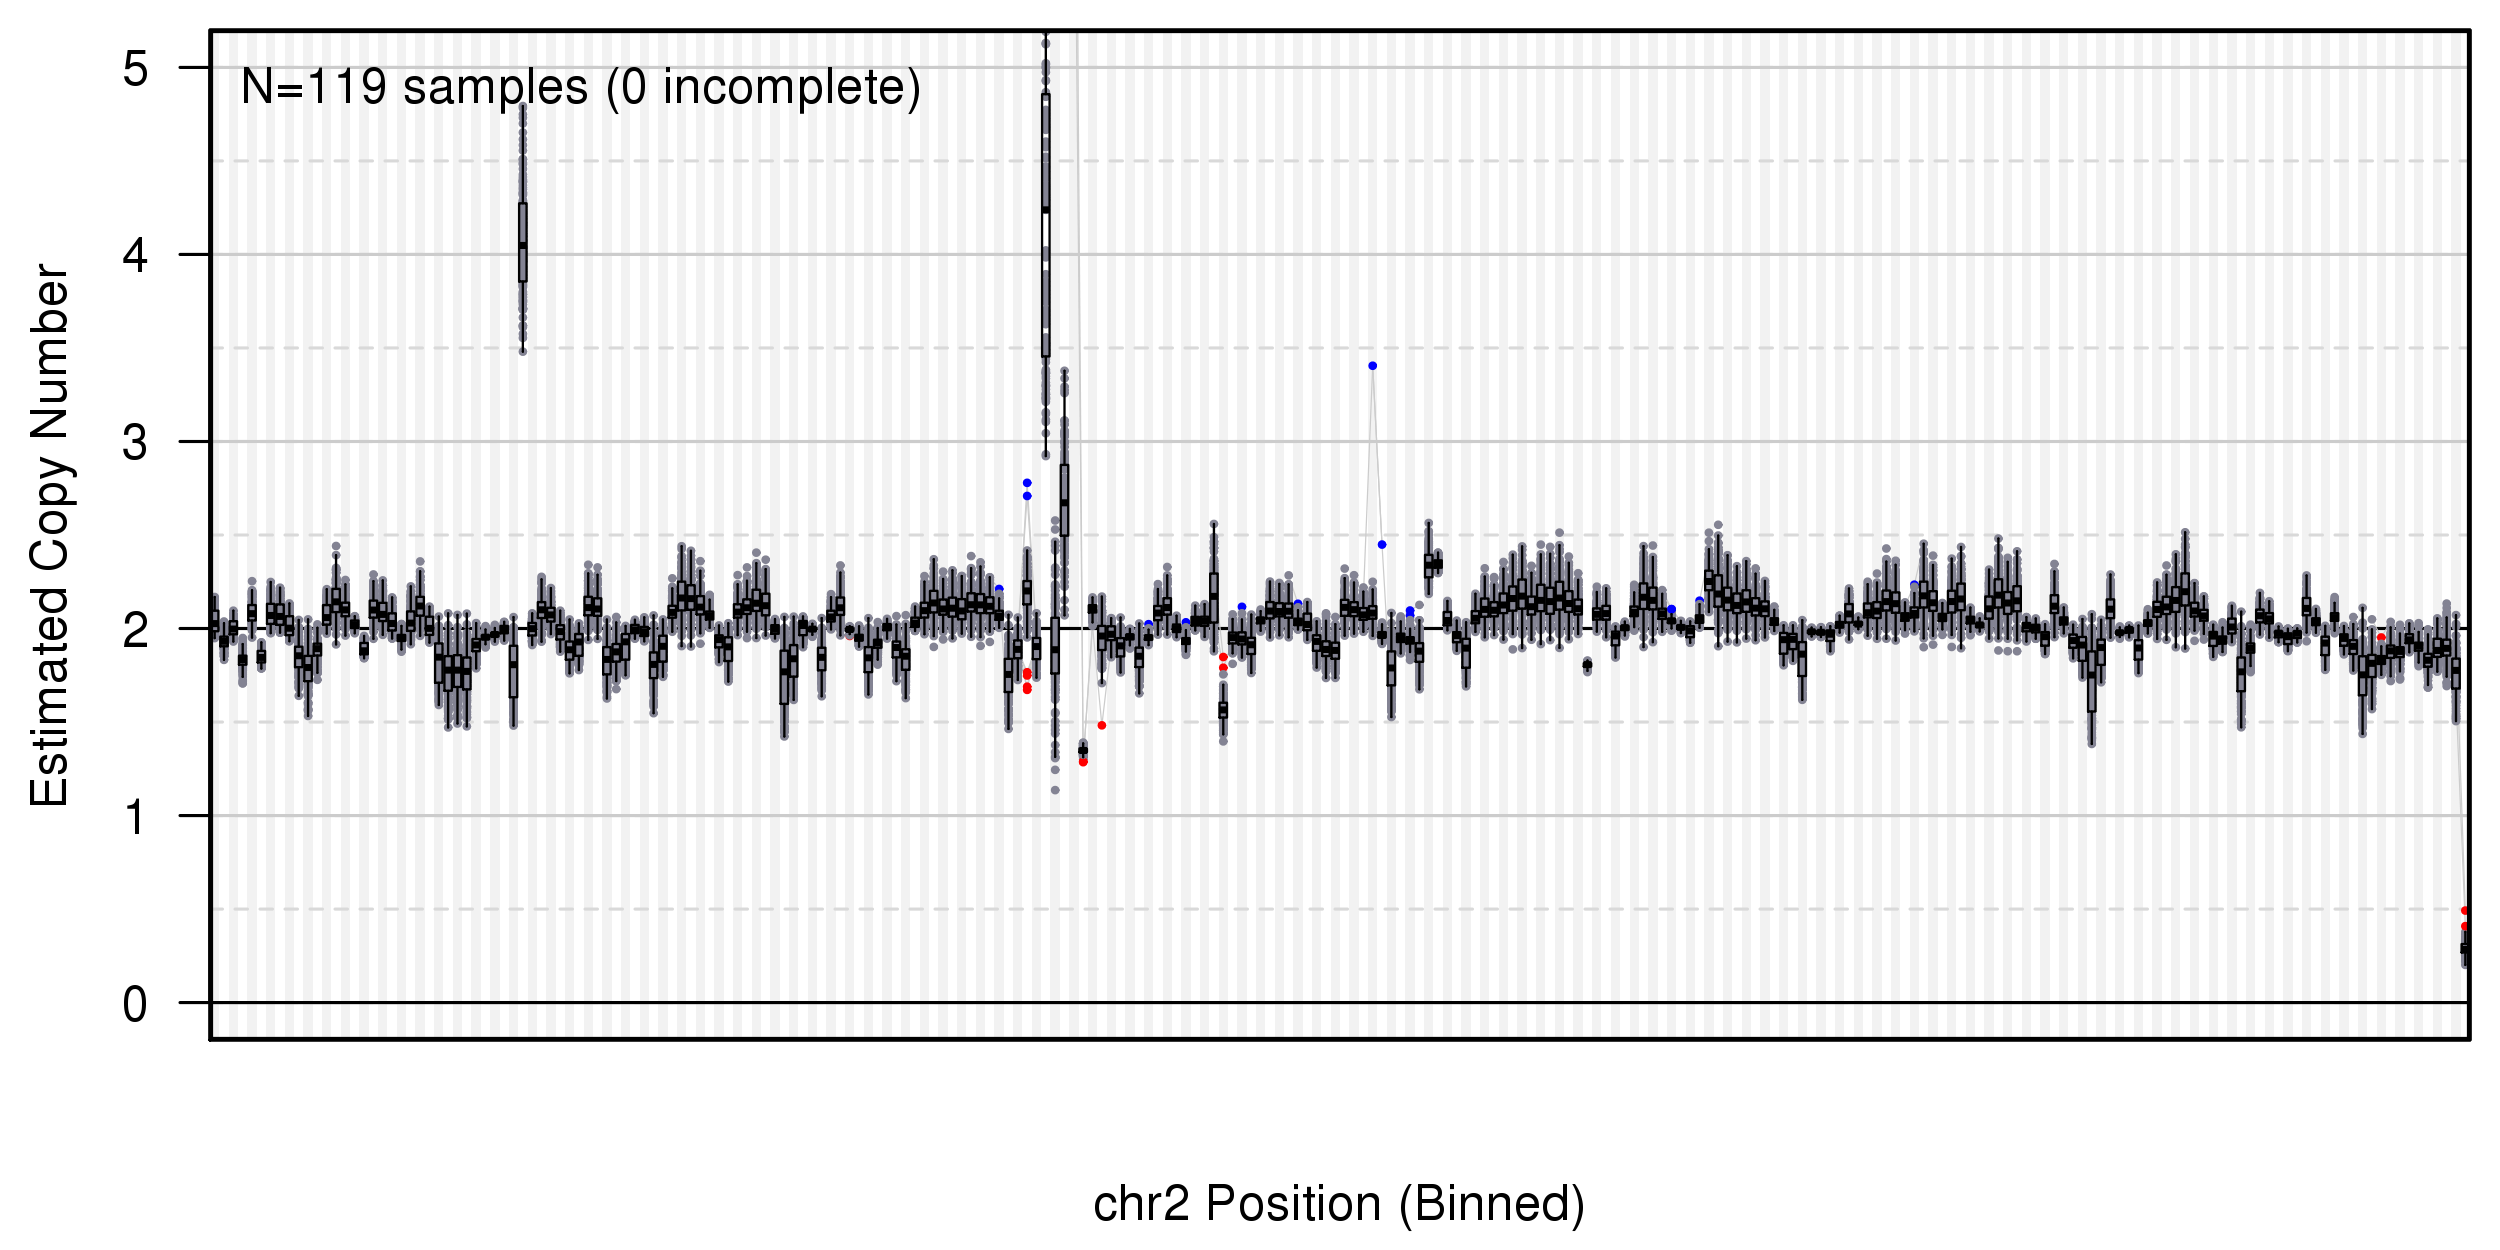 N=119 samples (0 incomplete)
5
4
3
2
1
0
Estimated Copy Number
chr2 Position (Binned)